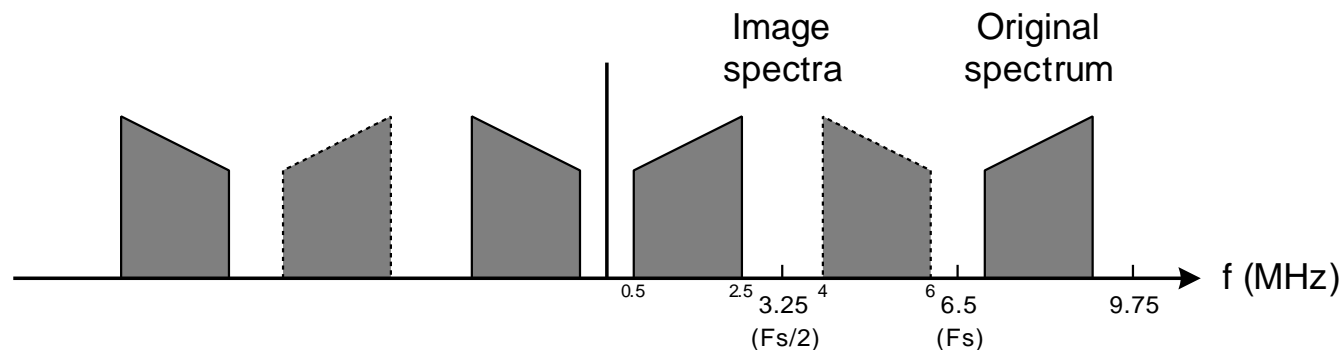 Image
spectra
Original
spectrum
f (MHz)
0.5
2.5
3.25
(Fs/2)
4
6
6.5
(Fs)
9.75